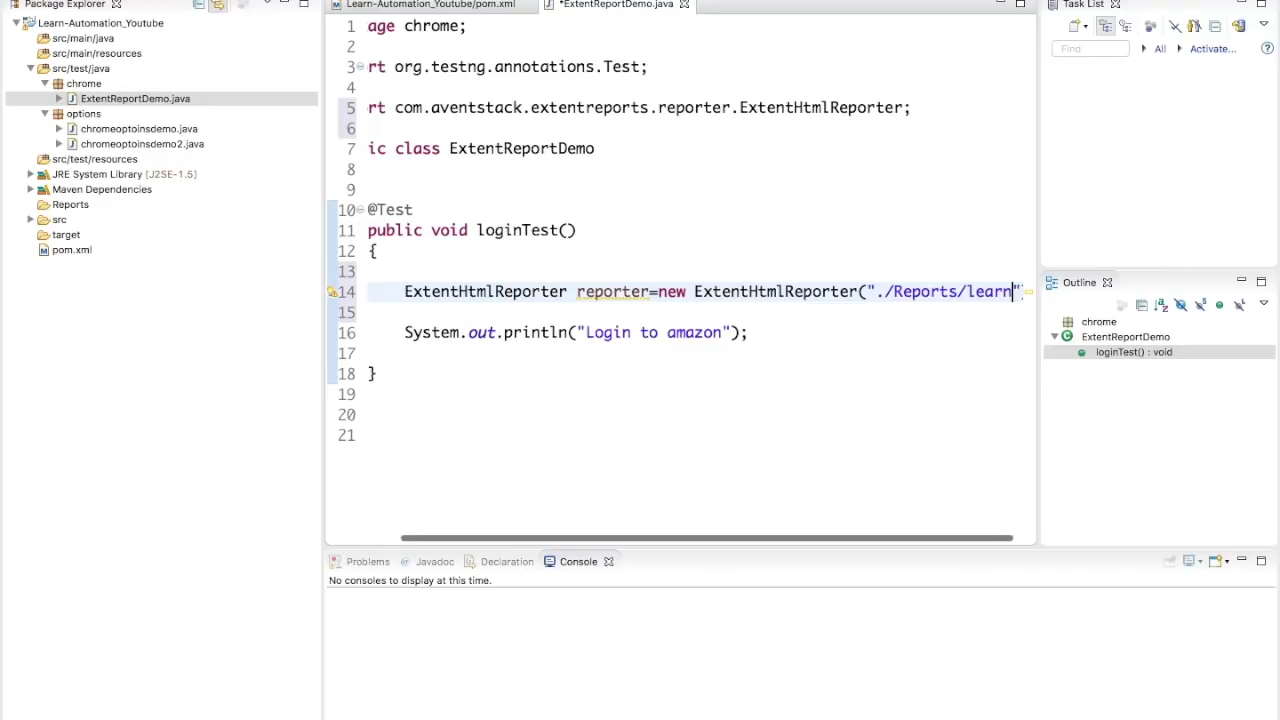 Package Explorer
Learn-Automation_Youtube/pom.xml
*ExtentReportDemo.java
Task List
Learn-Automation_Youtube
src/main/java
src/main/resources
src/test/java
chrome
ExtentReportDemo.java
options
chromeoptoinsdemo.java
chromeoptoinsdemo2.java
src/test/resources
JRE System Library [J2SE-1.5]
Maven Dependencies
Reports
src
target
pom.xml
1 age chrome;
2
3 rt org.testng.annotations.Test;
5 rt com.aventstack.extentreports.reporter.ExtentHtmlReporter;
6
7 ic class ExtentReportDemo
8
9
10 @Test
11 public void loginTest()
12 {
13
14 ExtentHtmlReporter reporter=new ExtentHtmlReporter("./Reports/learn"
15
16 System.out.println("Login to amazon");
17
18 }
19
20
21
Find
All
Activate...
Outline
chrome
ExtentReportDemo
loginTest() : void
Problems
Javadoc
Declaration
Console
No consoles to display at this time.